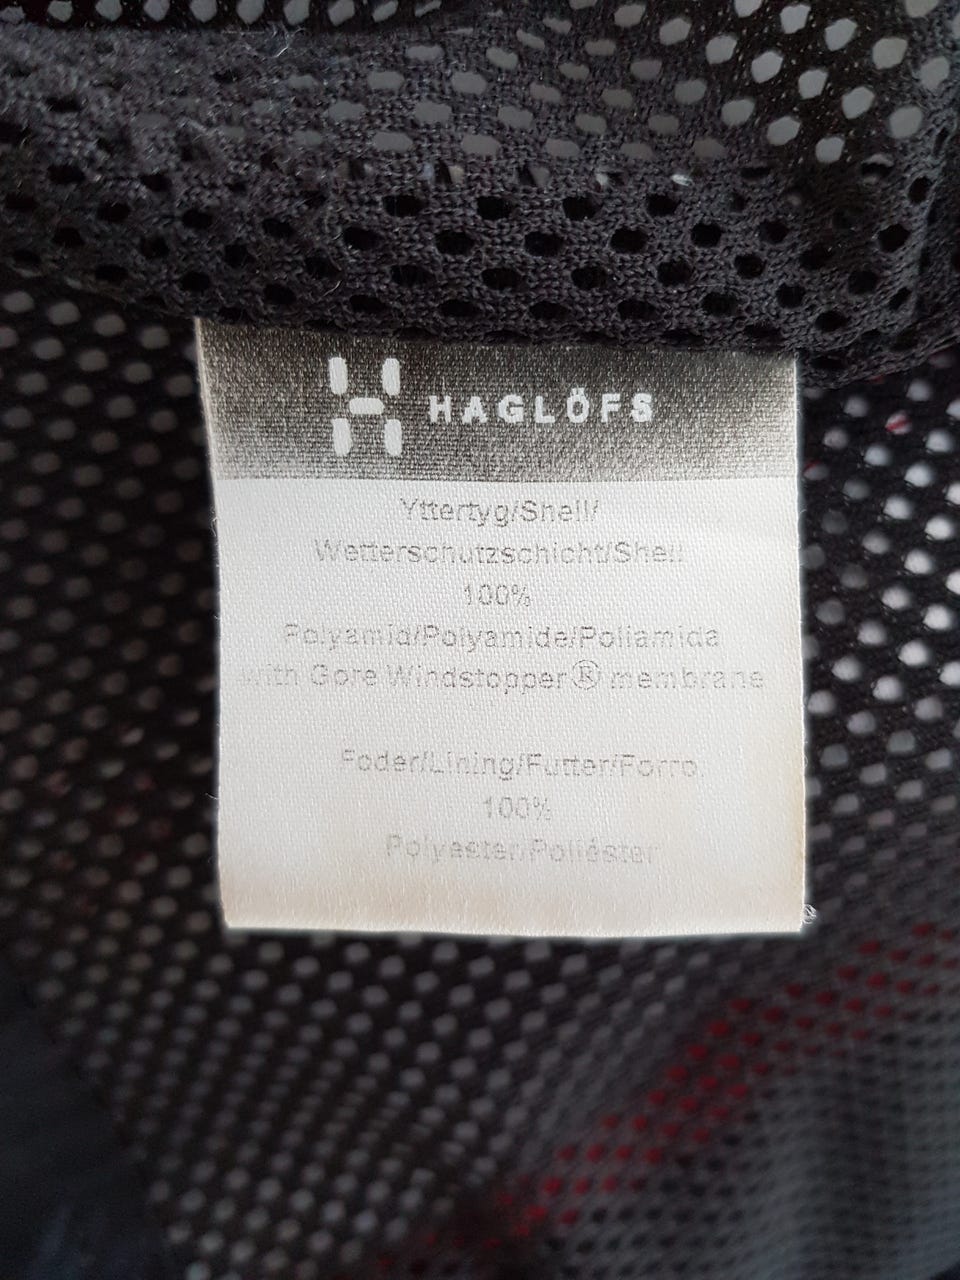 HAGLÖFS
Yttertyg/Shell/
Wetterschutzschicht/Shell
100%
Polyamid/Polyamide/Poliamida
with Gore Windstopper® membrane
Foder/Lining/Futter/Forro
100%
Polyester/Poliéster